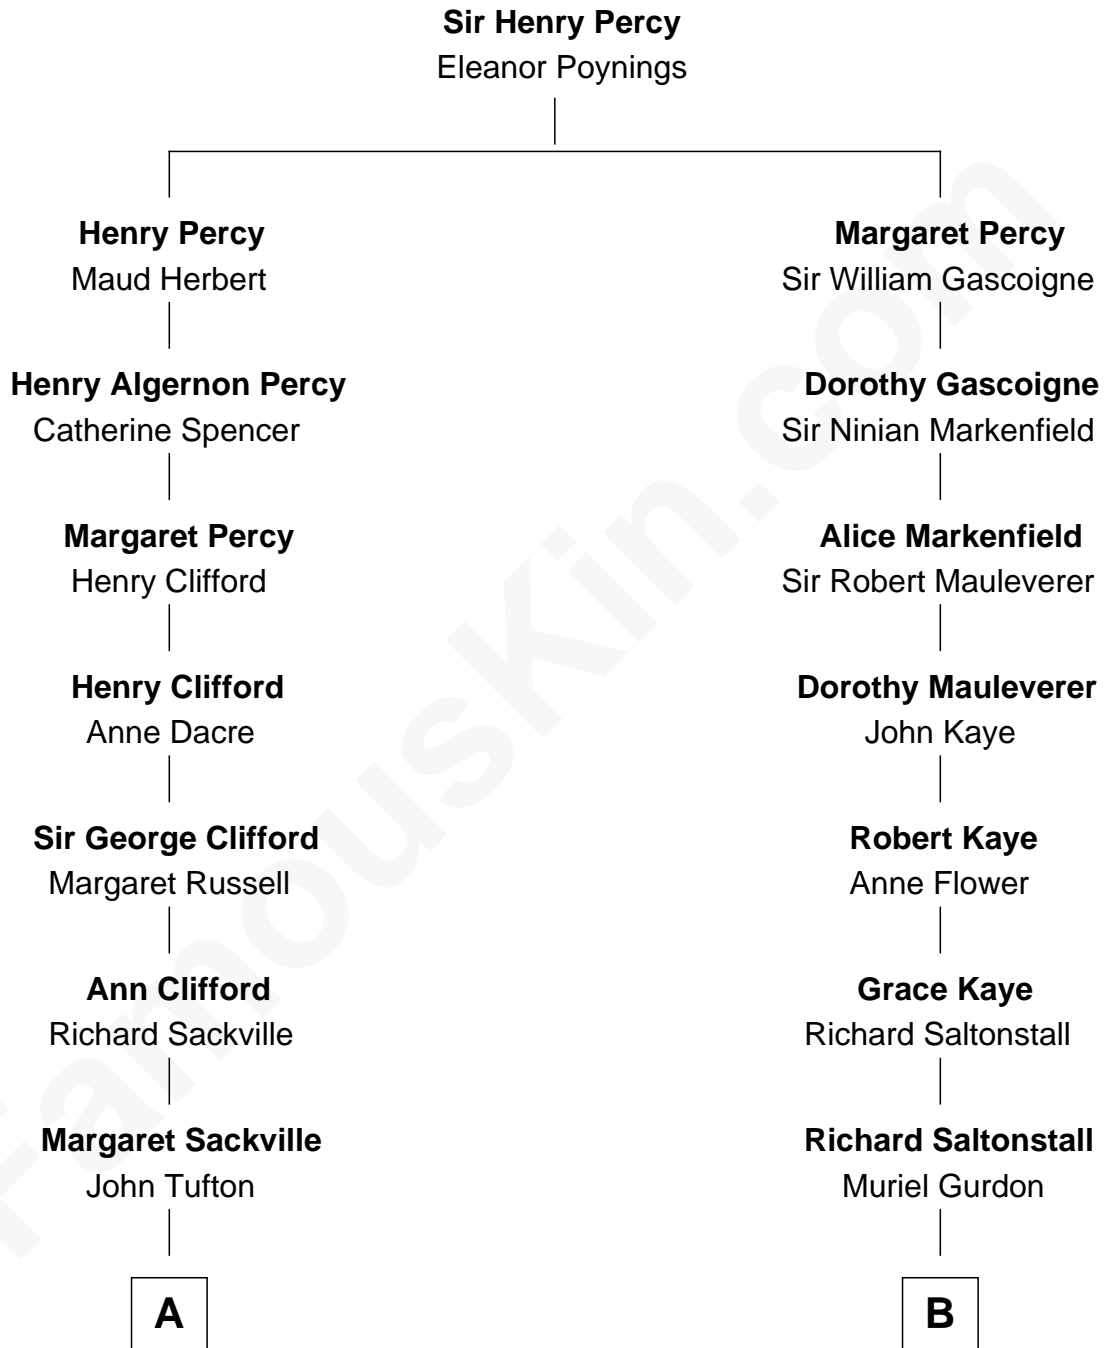 Sir Henry Percy
Eleanor Poynings
Henry Percy
Maud Herbert
Margaret Percy
Sir William Gascoigne
Henry Algernon Percy
Catherine Spencer
Dorothy Gascoigne
Sir Ninian Markenfield
Margaret Percy
Henry Clifford
Alice Markenfield
Sir Robert Mauleverer
Henry Clifford
Anne Dacre
Dorothy Mauleverer
John Kaye
Sir George Clifford
Margaret Russell
Robert Kaye
Anne Flower
Ann Clifford
Richard Sackville
Grace Kaye
Richard Saltonstall
Margaret Sackville
John Tufton
Richard Saltonstall
Muriel Gurdon
A
B
FamousKin.com